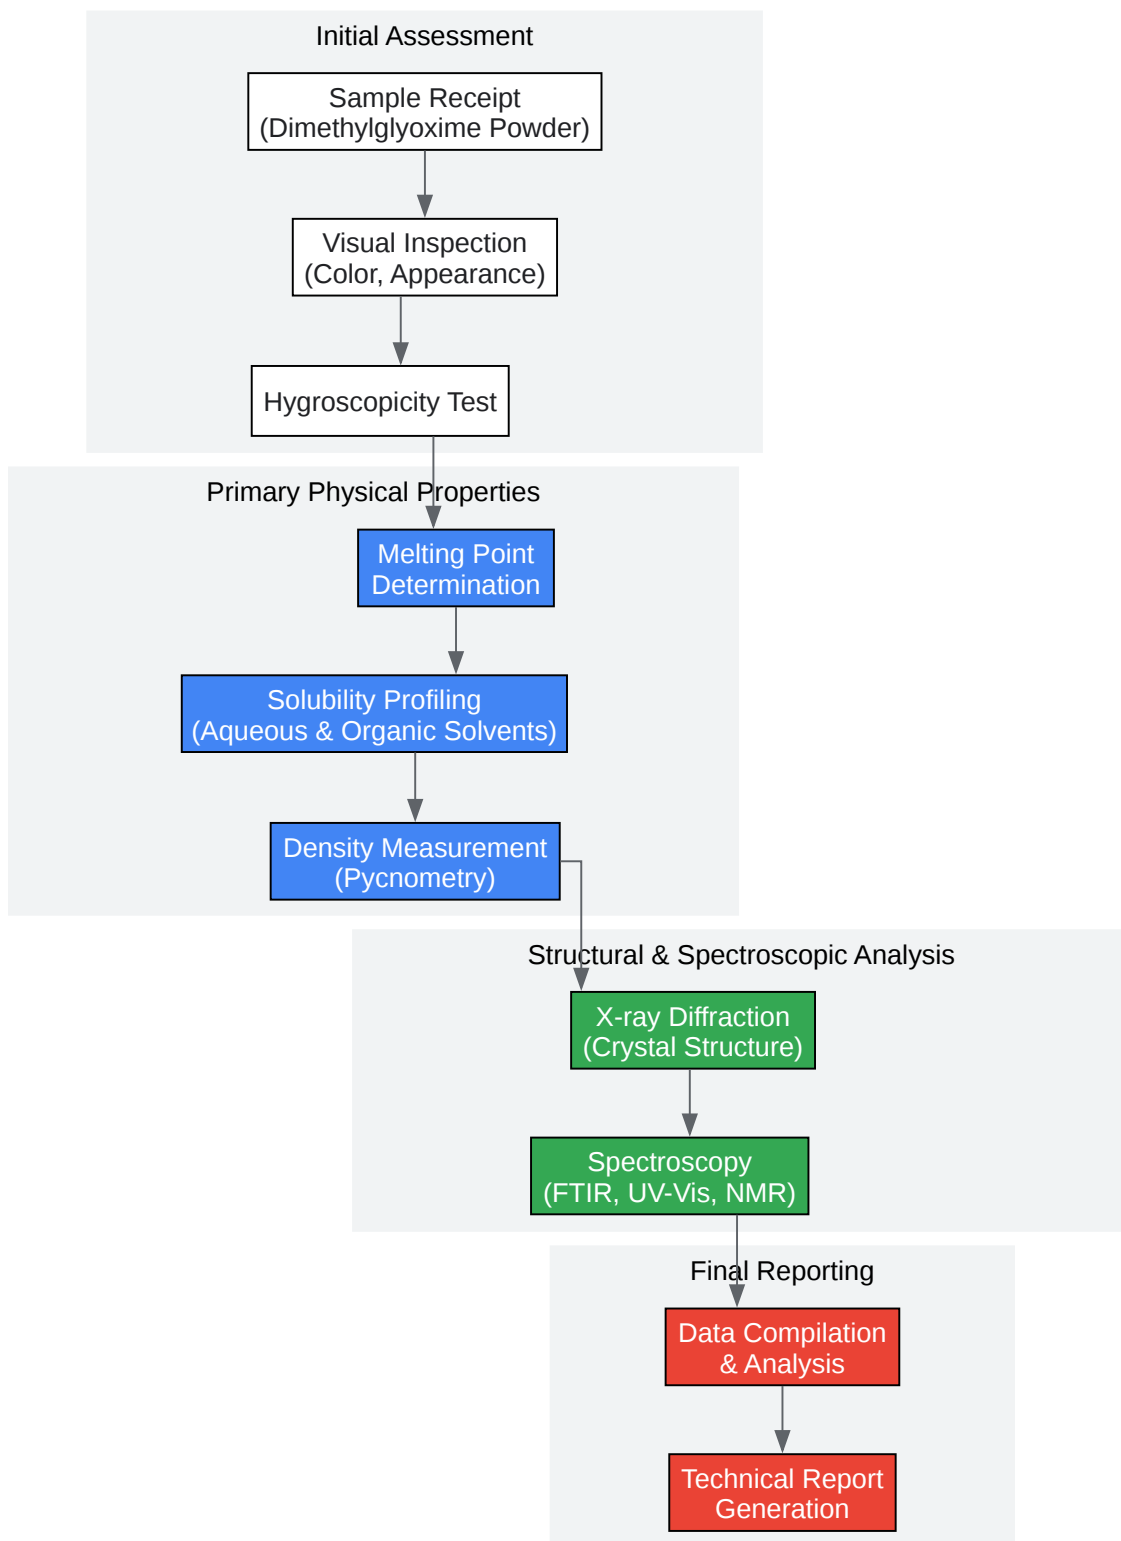 Initial Assessment
Sample Receipt
(Dimethylglyoxime Powder)
Visual Inspection
(Color, Appearance)
Hygroscopicity Test
Primary Physical Properties
Melting Point
Determination
Solubility Profiling
(Aqueous & Organic Solvents)
Density Measurement
(Pycnometry)
Structural & Spectroscopic Analysis
X-ray Diffraction
(Crystal Structure)
Spectroscopy
(FTIR, UV-Vis, NMR)
Final Reporting
Data Compilation
& Analysis
Technical Report
Generation